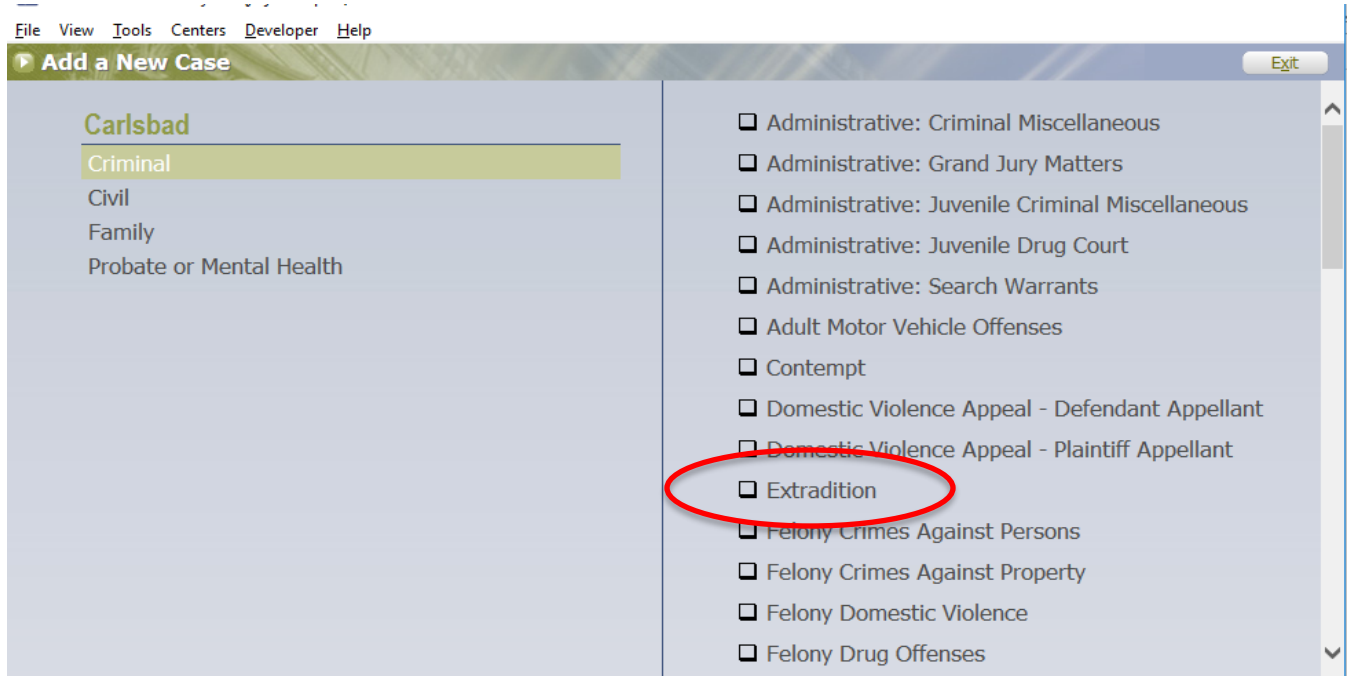 File View Tools Centers Developer Help
Add a New Case
Exit
Carlsbad
Criminal
Civil
Family
Probate or Mental Health
Administrative: Criminal Miscellaneous
Administrative: Grand Jury Matters
Administrative: Juvenile Criminal Miscellaneous
Administrative: Juvenile Drug Court
Administrative: Search Warrants
Adult Motor Vehicle Offenses
Contempt
Domestic Violence Appeal - Defendant Appellant
Domestic Violence Appeal - Plaintiff Appellant
Extradition
Felony Crimes Against Persons
Felony Crimes Against Property
Felony Domestic Violence
Felony Drug Offenses